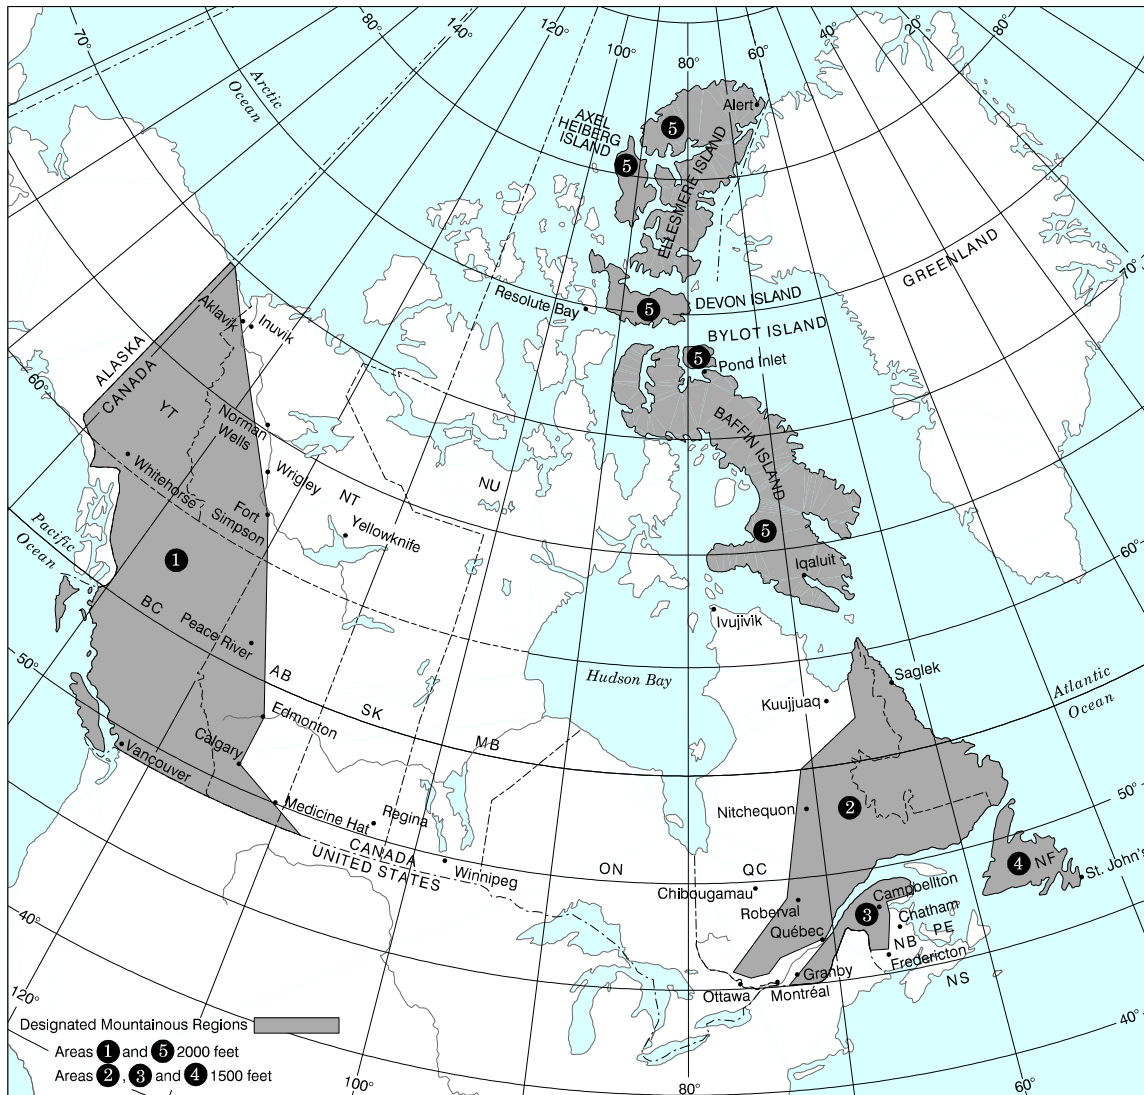 70°
80°
140°
120°
100°
80°
60°
40°
20°
80°
Arctic
Ocean
Alert
AXEL
HEIBERG
ISLAND
5
5
ELLESMERE ISLAND
GREENLAND
70°
Resolute Bay
5
DEVON ISLAND
BYLOT ISLAND
5
Pond Inlet
BAFFIN ISLAND
Aklavik
Inuvik
ALASKA
CANADA
60°
YT
Norman
Wells
Wrigley
Whitehorse
Fort
Simpson
NT
NU
Yellowknife
5
Iqaluit
60°
Pacific
Ocean
1
BC
Peace River
AB
SK
MB
Ivujivik
Hudson Bay
Saglek
Kuujjuaq
Atlantic
Ocean
50°
Edmonton
Calgary
Vancouver
Medicine Hat
Regina
CANADA
UNITED STATES
Winnipeg
ON
QC
Nitchequon
2
50°
4
NF
St. John's
Chibougamau
Roberval
Québec
3
Campbellton
Chatham
PE
NB
Fredericton
NS
Granby
Ottawa
Montréal
40°
120°
100°
80°
60°
40°
Designated Mountainous Regions
Areas 1 and 5 2000 feet
Areas 2, 3 and 4 1500 feet